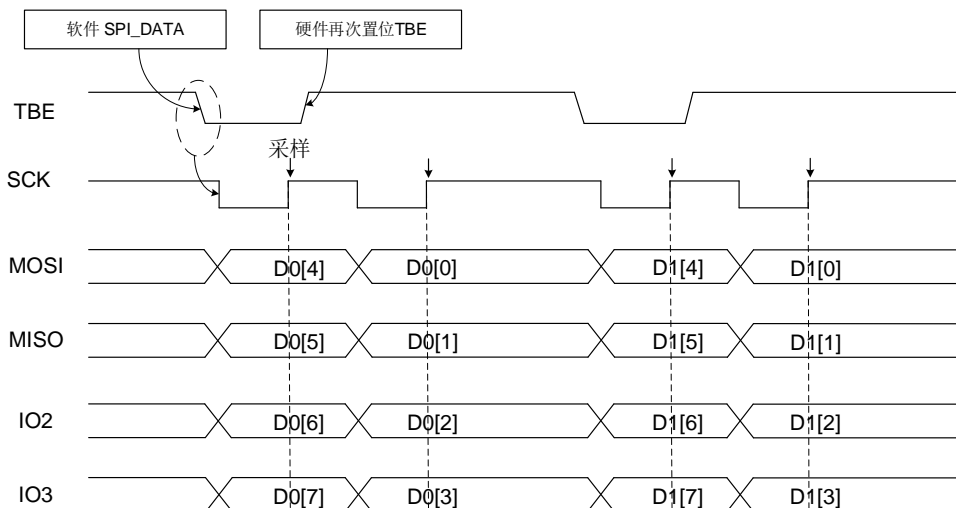 软件 SPI_DATA 硬件再次置位TBE
TBE
采样
SCK
MOSI D0[4] D0[0] D1[4] D1[0]
MISO D0[5] D0[1] D1[5] D1[1]
IO2 D0[6] D0[2] D1[6] D1[2]
IO3 D0[7] D0[3] D1[7] D1[3]